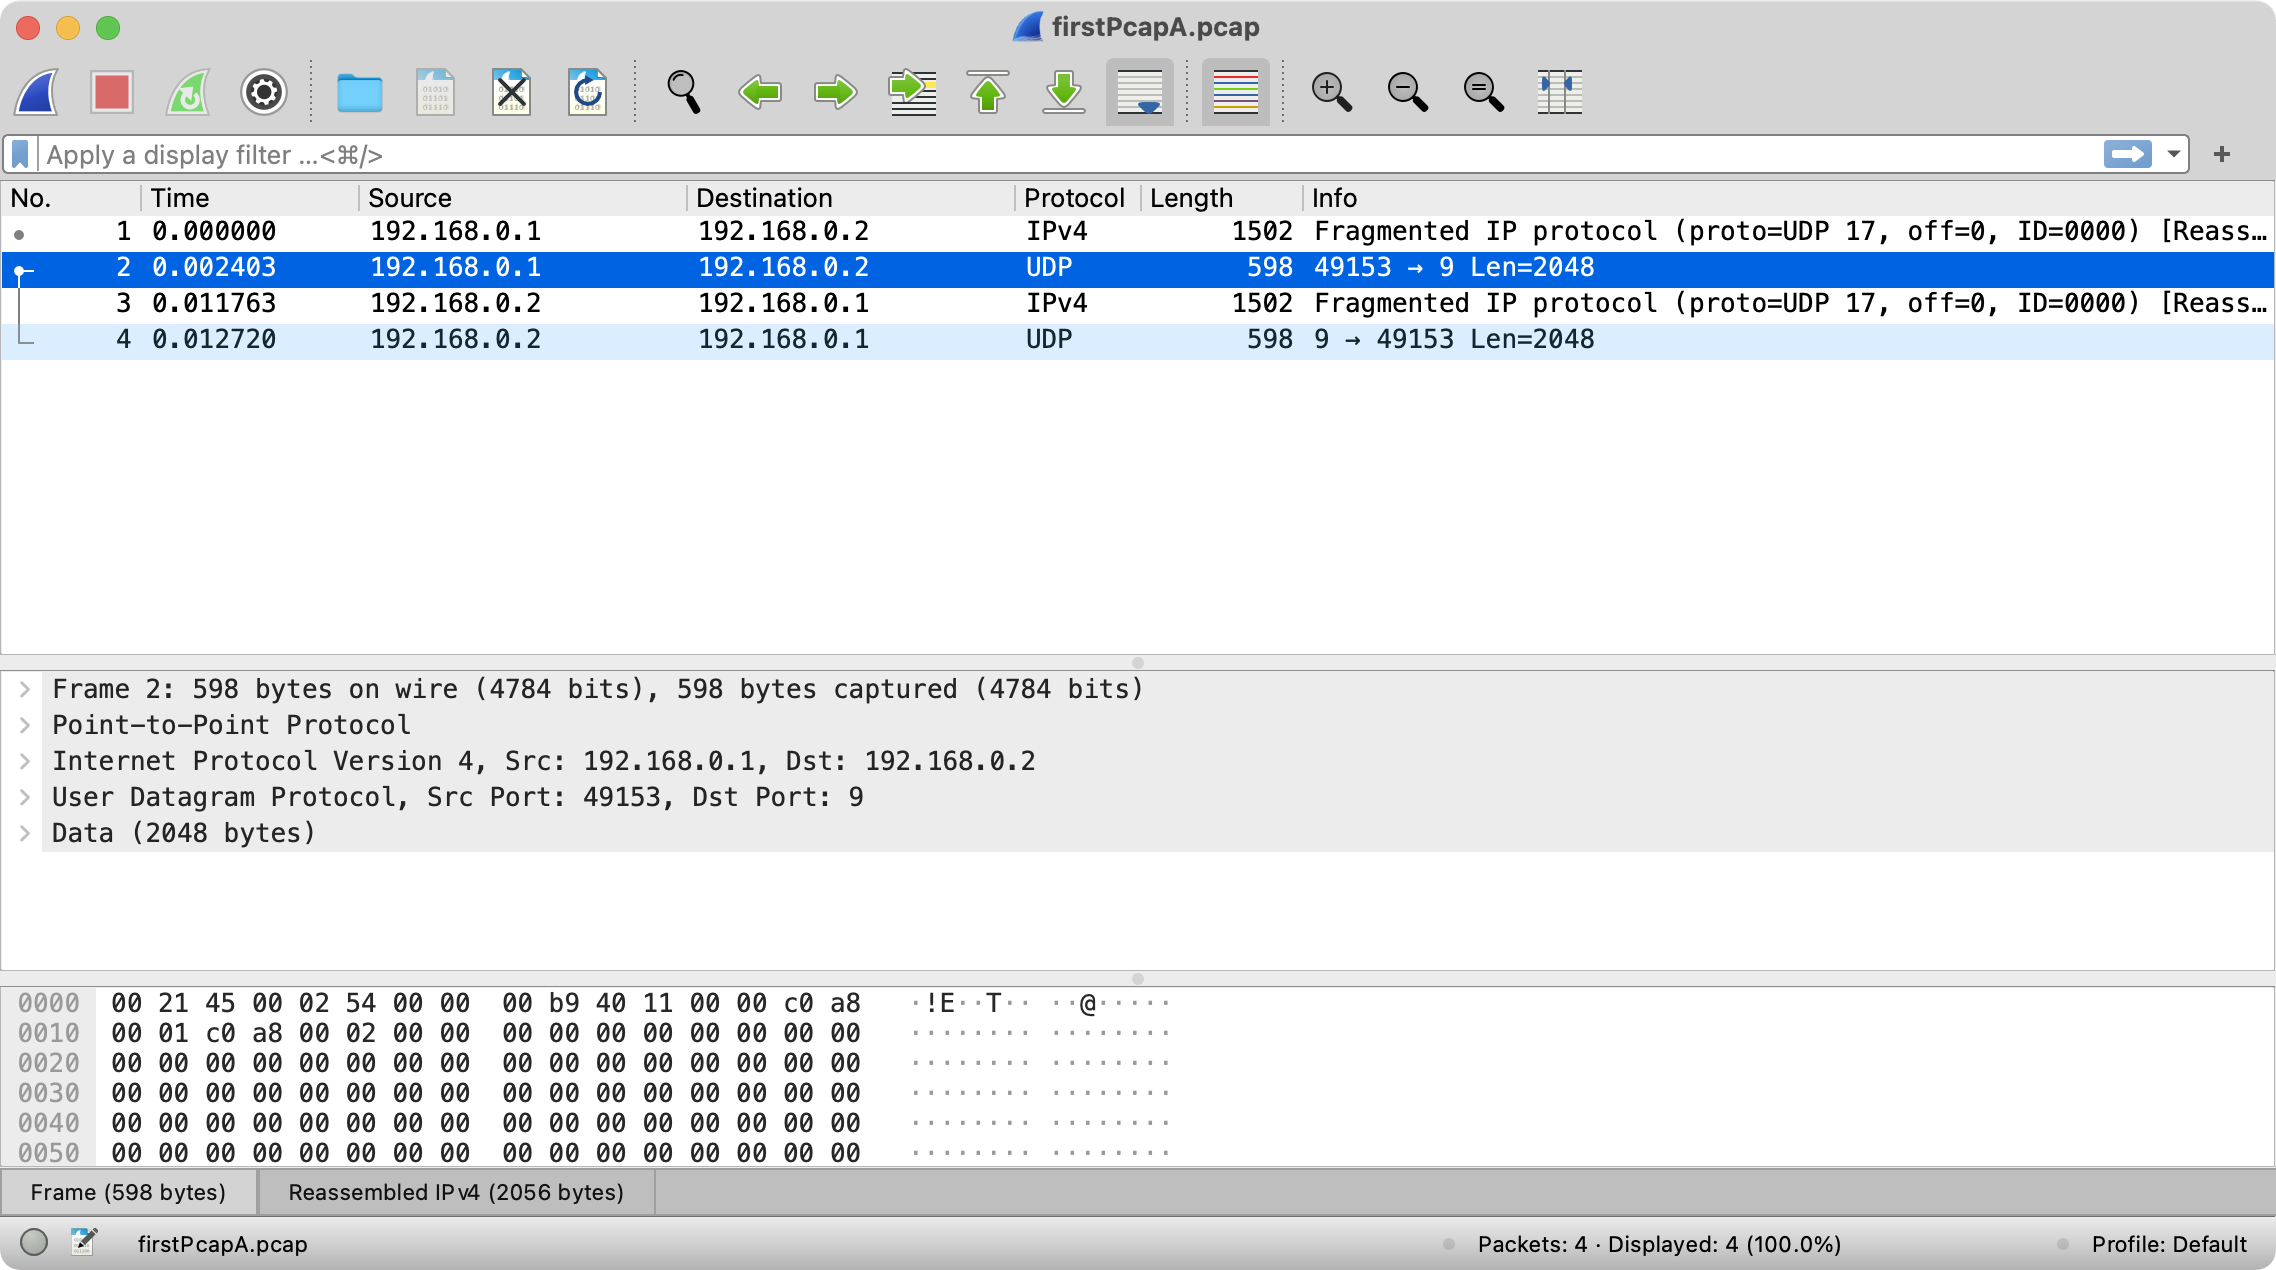 firstPcapA.pcap
Apply a display filter ...<⌘/>
No. Time Source Destination Protocol Length Info
1 0.000000 192.168.0.1 192.168.0.2 IPv4 1502 Fragmented IP protocol (proto=UDP 17, off=0, ID=0000) [Reass…
2 0.002403 192.168.0.1 192.168.0.2 UDP 598 49153 → 9 Len=2048
3 0.011763 192.168.0.2 192.168.0.1 IPv4 1502 Fragmented IP protocol (proto=UDP 17, off=0, ID=0000) [Reass…
4 0.012720 192.168.0.2 192.168.0.1 UDP 598 9 → 49153 Len=2048
Frame 2: 598 bytes on wire (4784 bits), 598 bytes captured (4784 bits)
Point-to-Point Protocol
Internet Protocol Version 4, Src: 192.168.0.1, Dst: 192.168.0.2
User Datagram Protocol, Src Port: 49153, Dst Port: 9
Data (2048 bytes)
0000 00 21 45 00 02 54 00 00 00 b9 40 11 00 00 c0 a8 ·!E··T·· ··@·····
0010 00 01 c0 a8 00 02 00 00 00 00 00 00 00 00 00 00 ········ ········
0020 00 00 00 00 00 00 00 00 00 00 00 00 00 00 00 00 ········ ········
0030 00 00 00 00 00 00 00 00 00 00 00 00 00 00 00 00 ········ ········
0040 00 00 00 00 00 00 00 00 00 00 00 00 00 00 00 00 ········ ········
0050 00 00 00 00 00 00 00 00 00 00 00 00 00 00 00 00 ········ ········
Frame (598 bytes) Reassembled IPv4 (2056 bytes)
firstPcapA.pcap Packets: 4 · Displayed: 4 (100.0%) Profile: Default